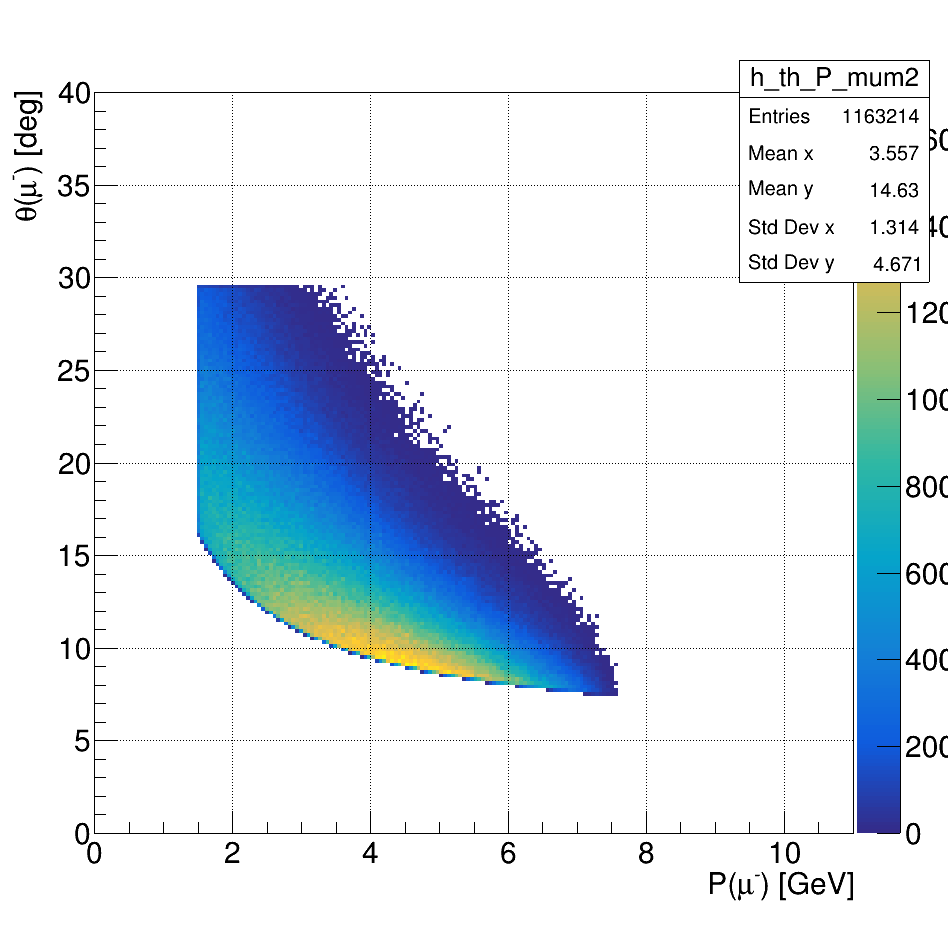 h_th_P_mum2
Entries 1163214
Mean x 3.557
Mean y 14.63
Std Dev x 1.314
Std Dev y 4.671
θ(μ⁻) [deg]
40
35
30
25
20
15
10
5
0
0 2 4 6 8 10
P(μ⁻) [GeV]
120
100
800
600
400
200
0